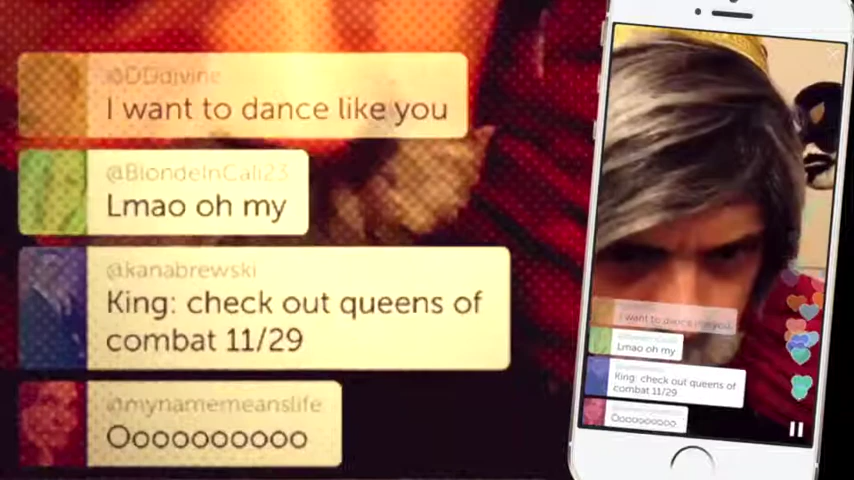 @DDdivine
I want to dance like you
@BlondeInCali23
Lmao oh my
@kanabrewski
King: check out queens of
combat 11/29
@mynamemeanslife
Ooooooooooo
I want to dance like you
Lmao oh my
King: check out queens of
combat 11/29
Ooooooooooo